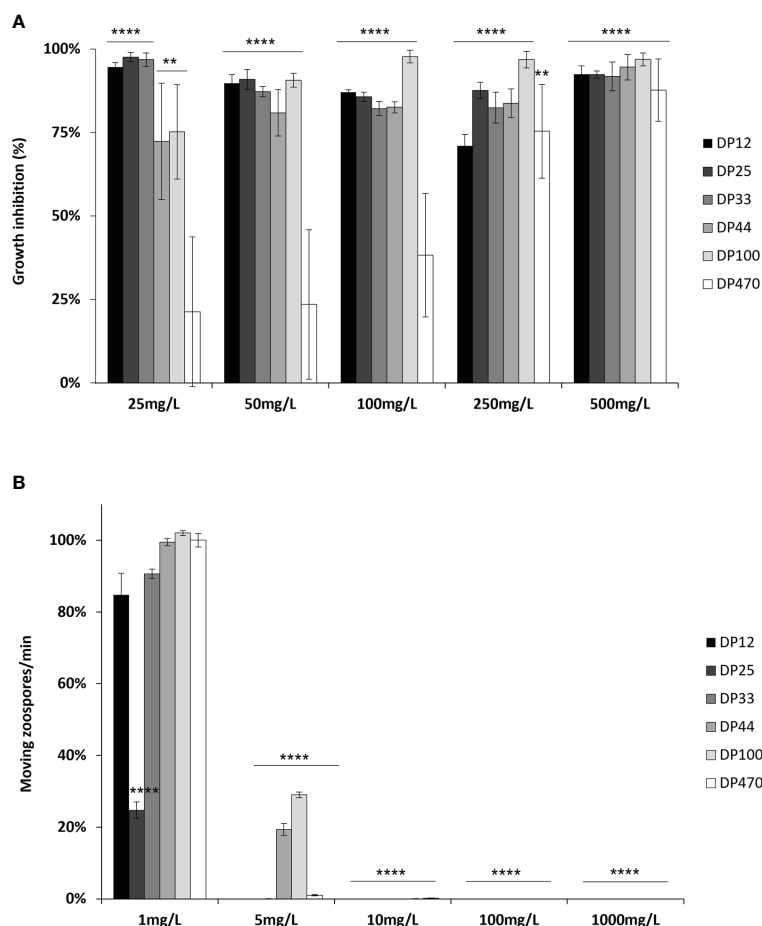 A
**** ** **** **** **** ** ****
100%
75%
50%
25%
0%
Growth inhibition (%)
25mg/L 50mg/L 100mg/L 250mg/L 500mg/L
DP12
DP25
DP33
DP44
DP100
DP470
B
100%
80%
60%
40%
20%
0%
Moving zoospores/min
**** **** **** **** ****
1mg/L 5mg/L 10mg/L 100mg/L 1000mg/L
DP12
DP25
DP33
DP44
DP100
DP470